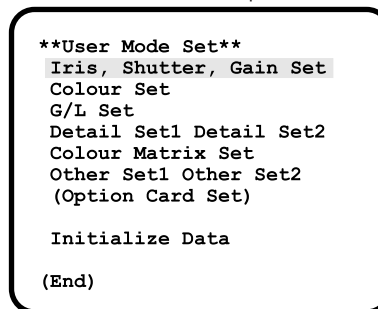 **User Mode Set**
Iris, Shutter, Gain Set
Colour Set
G/L Set
Detail Set1 Detail Set2
Colour Matrix Set
Other Set1 Other Set2
(Option Card Set)
Initialize Data
(End)